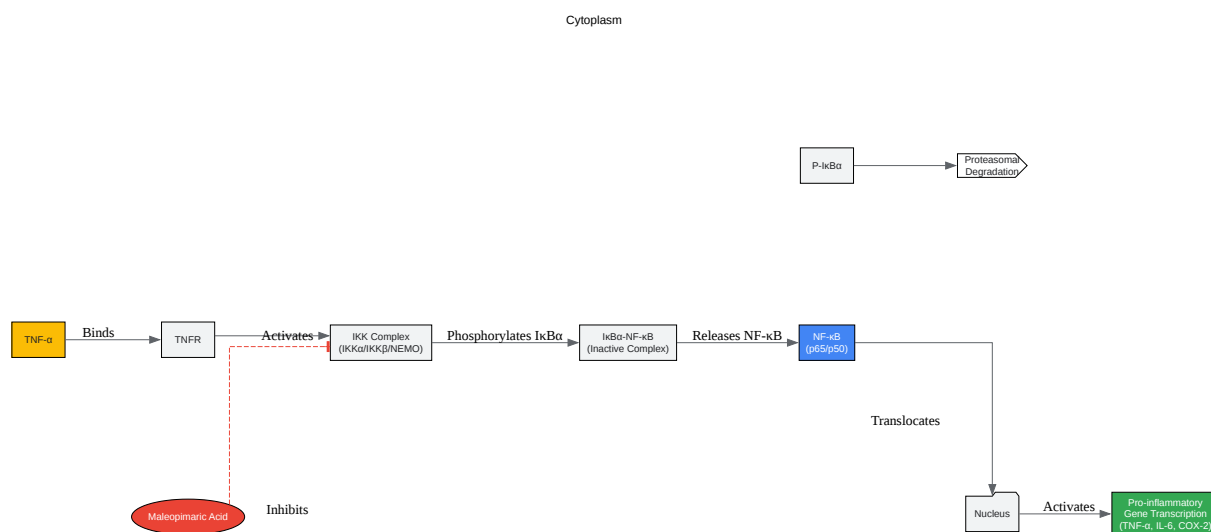 Cytoplasm
P-IκBα
Proteasomal
Degradation
TNF-α
Binds
TNFR
Activates
IKK Complex
(IKKα/IKKβ/NEMO)
Phosphorylates IκBα
IκBα-NF-κB
(Inactive Complex)
Releases NF-κB
NF-κB
(p65/p50)
Translocates
Maleopimaric Acid
Inhibits
Nucleus
Activates
Pro-inflammatory
Gene Transcription
(TNF-α, IL-6, COX-2)